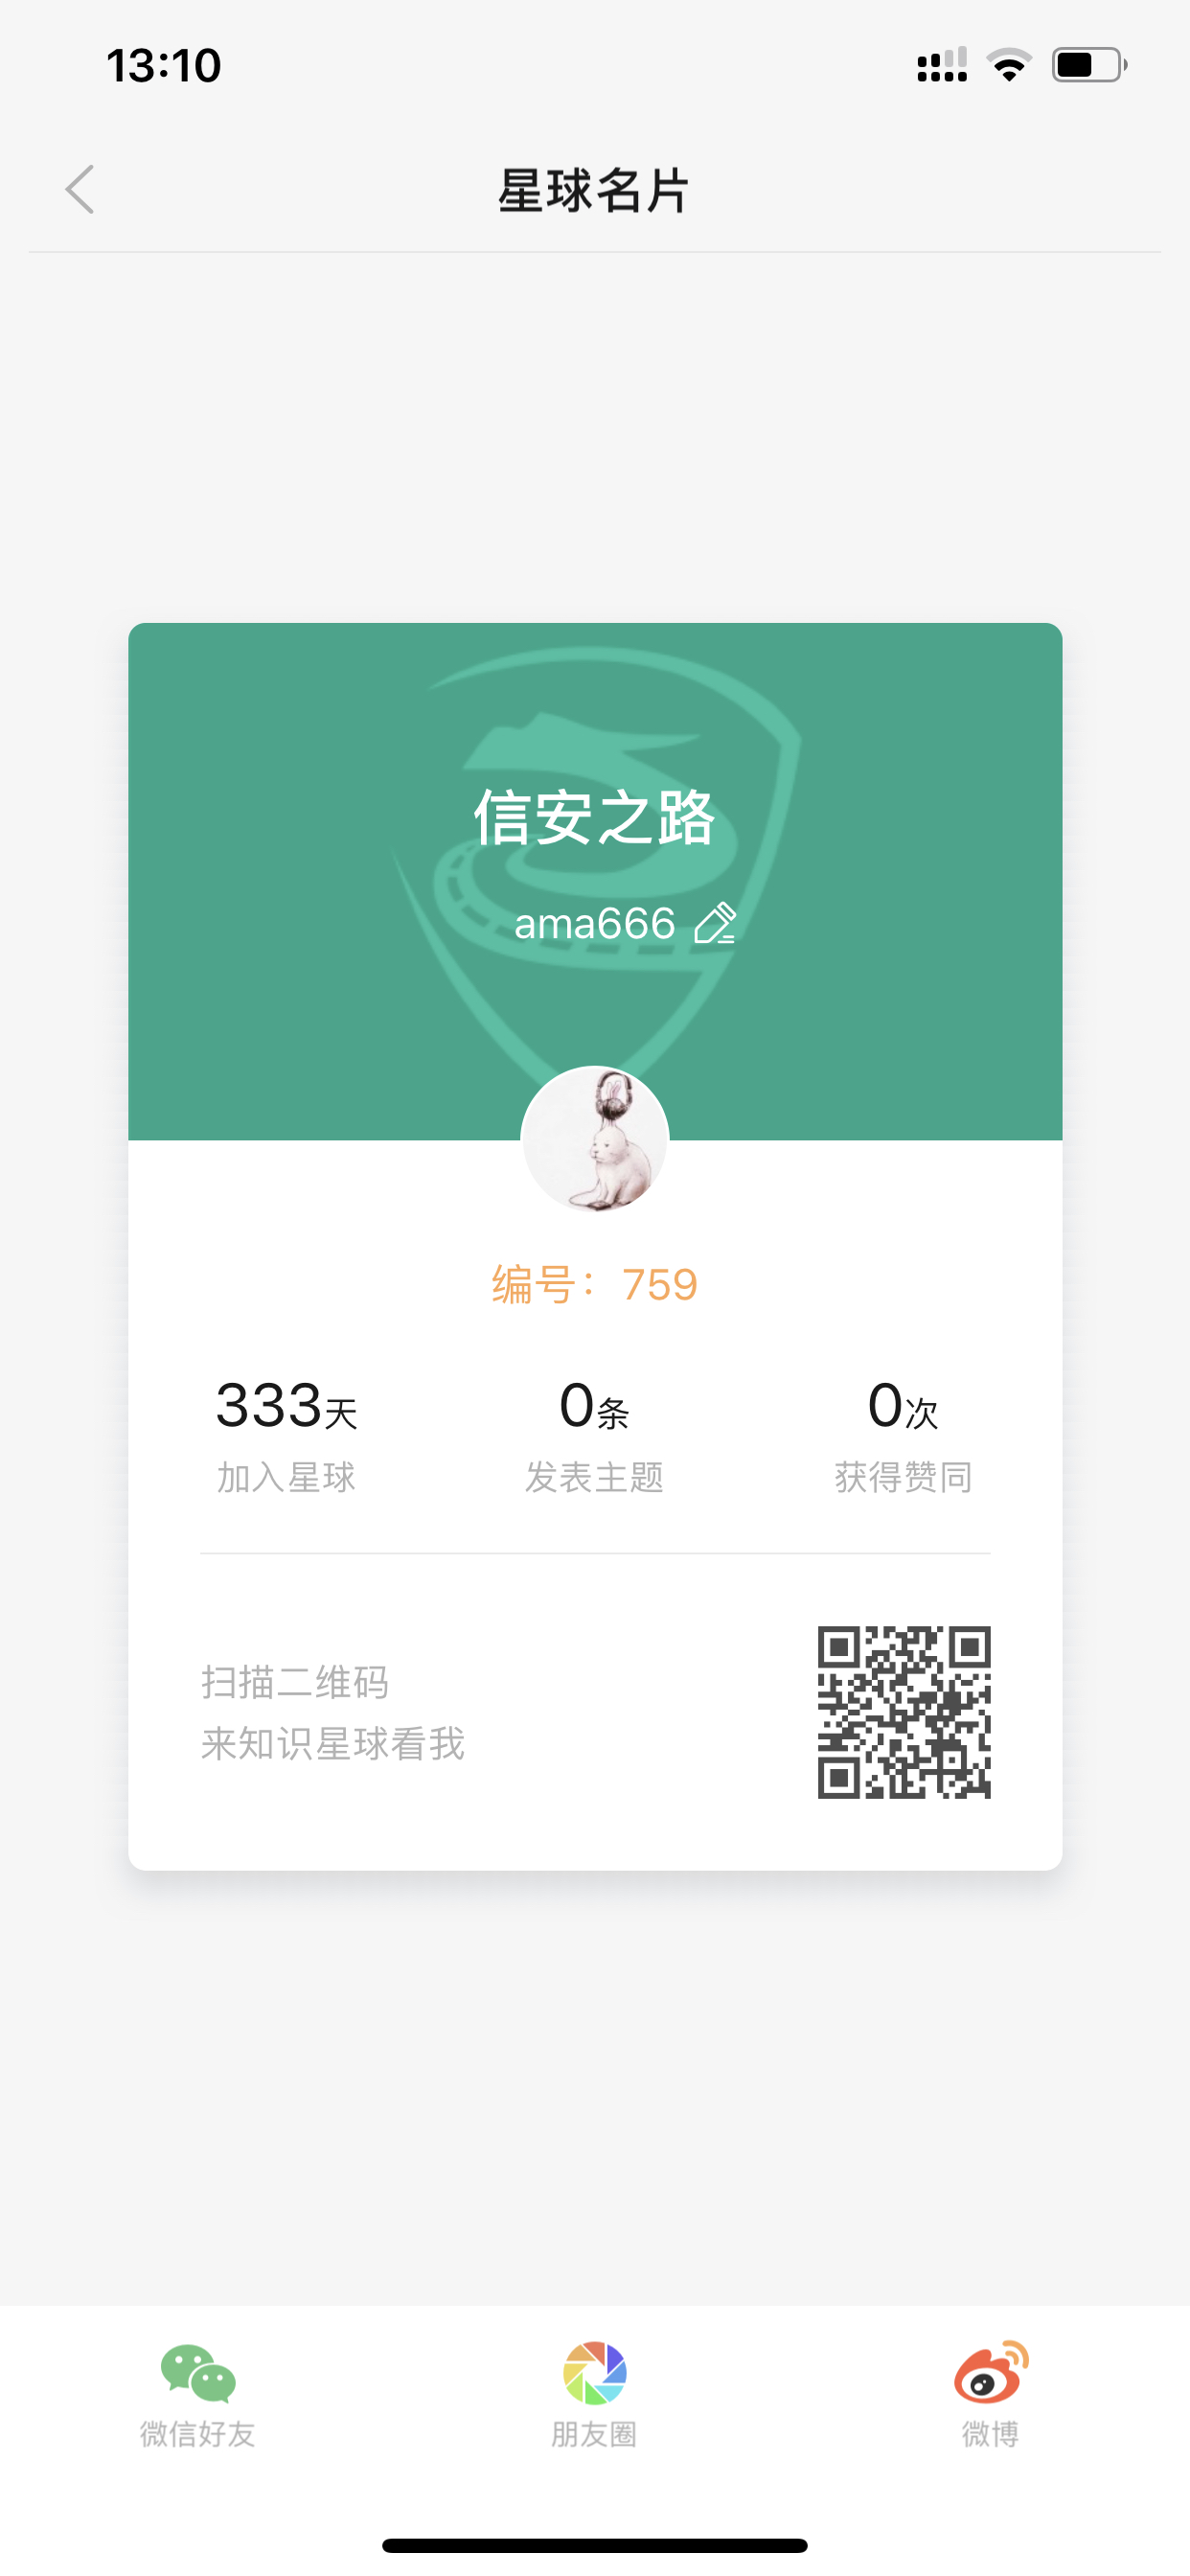 13:10
星球名片
信安之路
ama666
编号：759
333天
0条
0次
加入星球
发表主题
获得赞同
扫描二维码
来知识星球看我
微信好友
朋友圈
微博